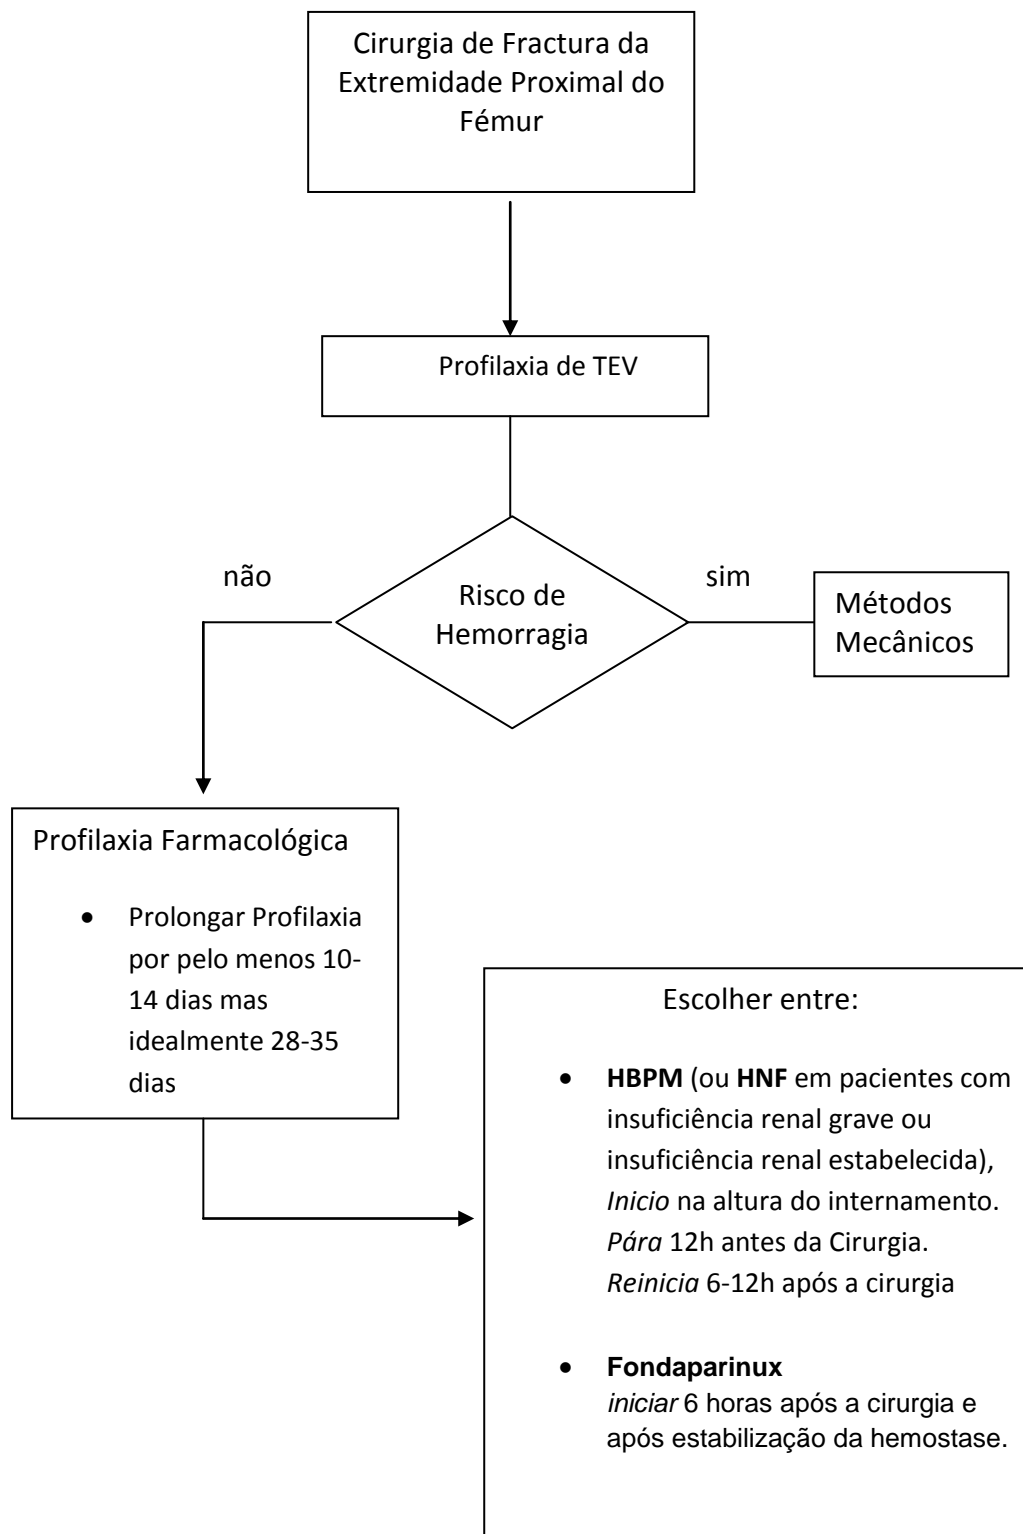 Cirurgia de Fractura da
Extremidade Proximal do
Fémur
Profilaxia de TEV
não
sim
Risco de
Hemorragia
Métodos
Mecânicos
Profilaxia Farmacológica
• Prolongar Profilaxia
por pelo menos 10-
14 dias mas
idealmente 28-35
dias
Escolher entre:
• HBPM (ou HNF em pacientes com
insuficiência renal grave ou
insuficiência renal estabelecida),
Inicio na altura do internamento.
Pára 12h antes da Cirurgia.
Reinicia 6-12h após a cirurgia
• Fondaparinux
iniciar 6 horas após a cirurgia e
após estabilização da hemostase.